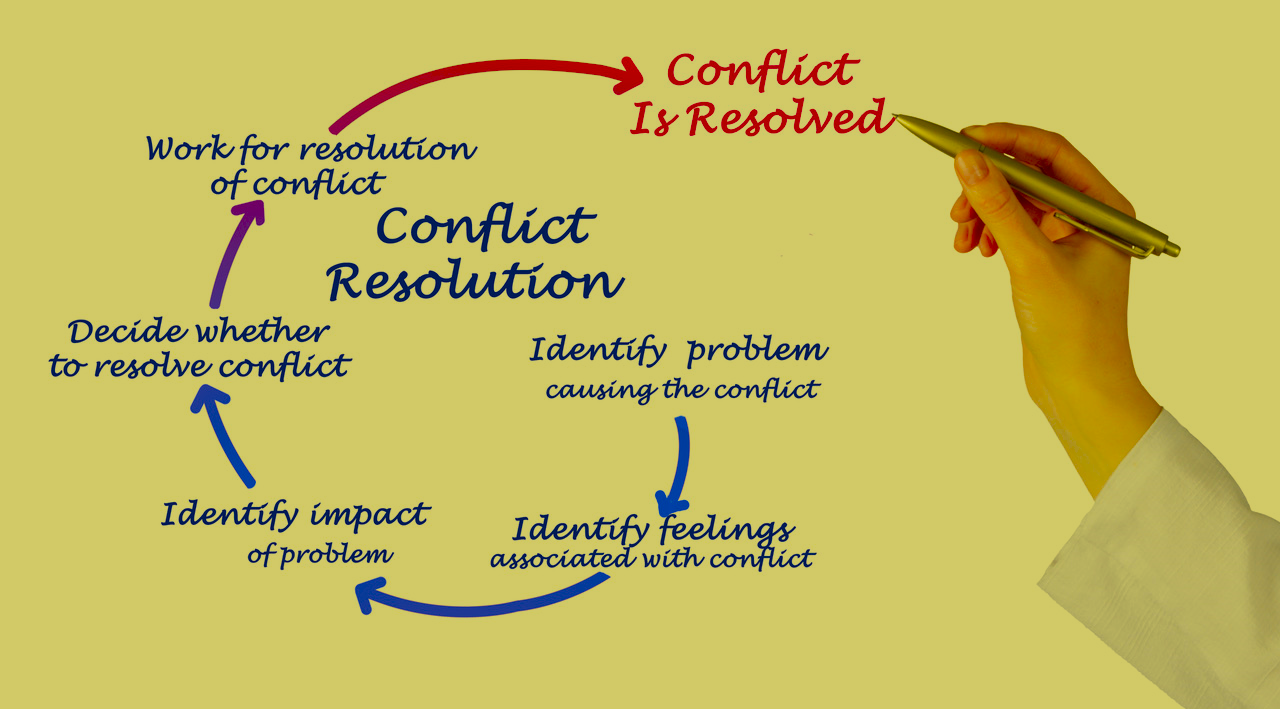 Conflict
Is Resolved
Work for resolution
of conflict
Conflict
Resolution
Decide whether
to resolve conflict
Identify problem
causing the conflict
Identify impact
of problem
Identify feelings
associated with conflict